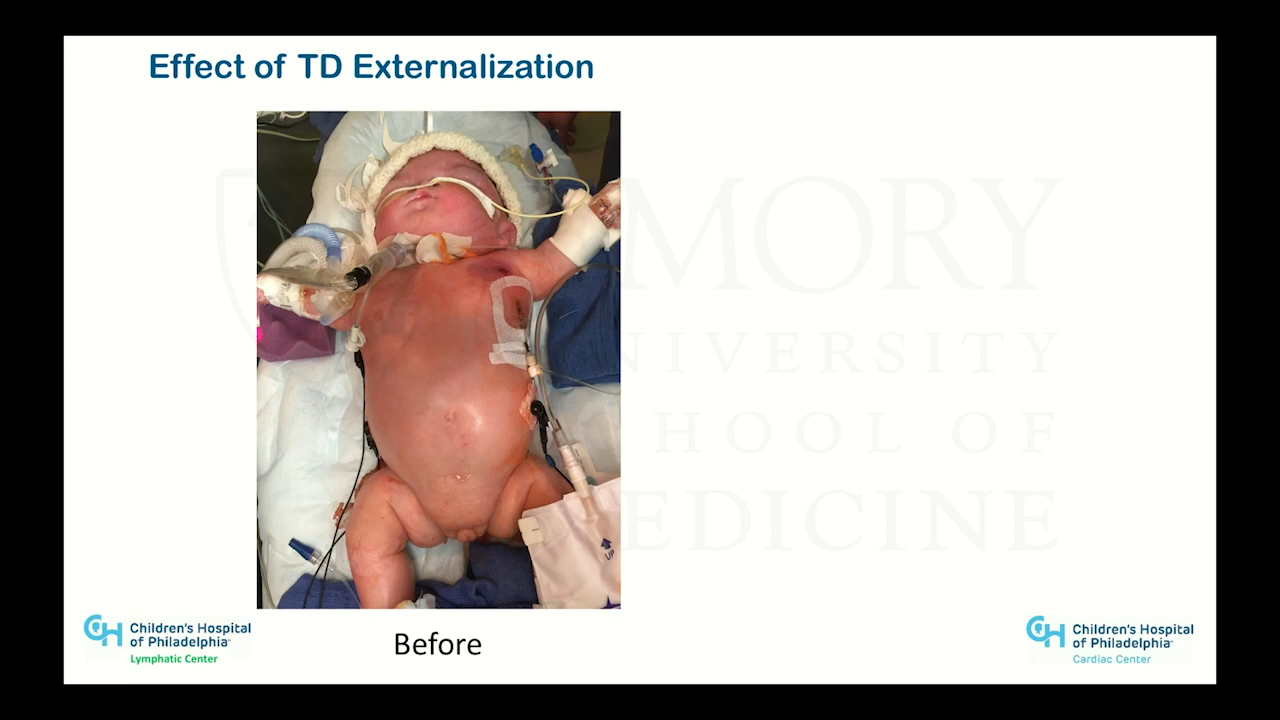 Effect of TD Externalization
EMORY
UNIVERSITY
SCHOOL OF
MEDICINE
UP
Before
Children's Hospital
of Philadelphia
Lymphatic Center
Children's Hospital
of Philadelphia
Cardiac Center